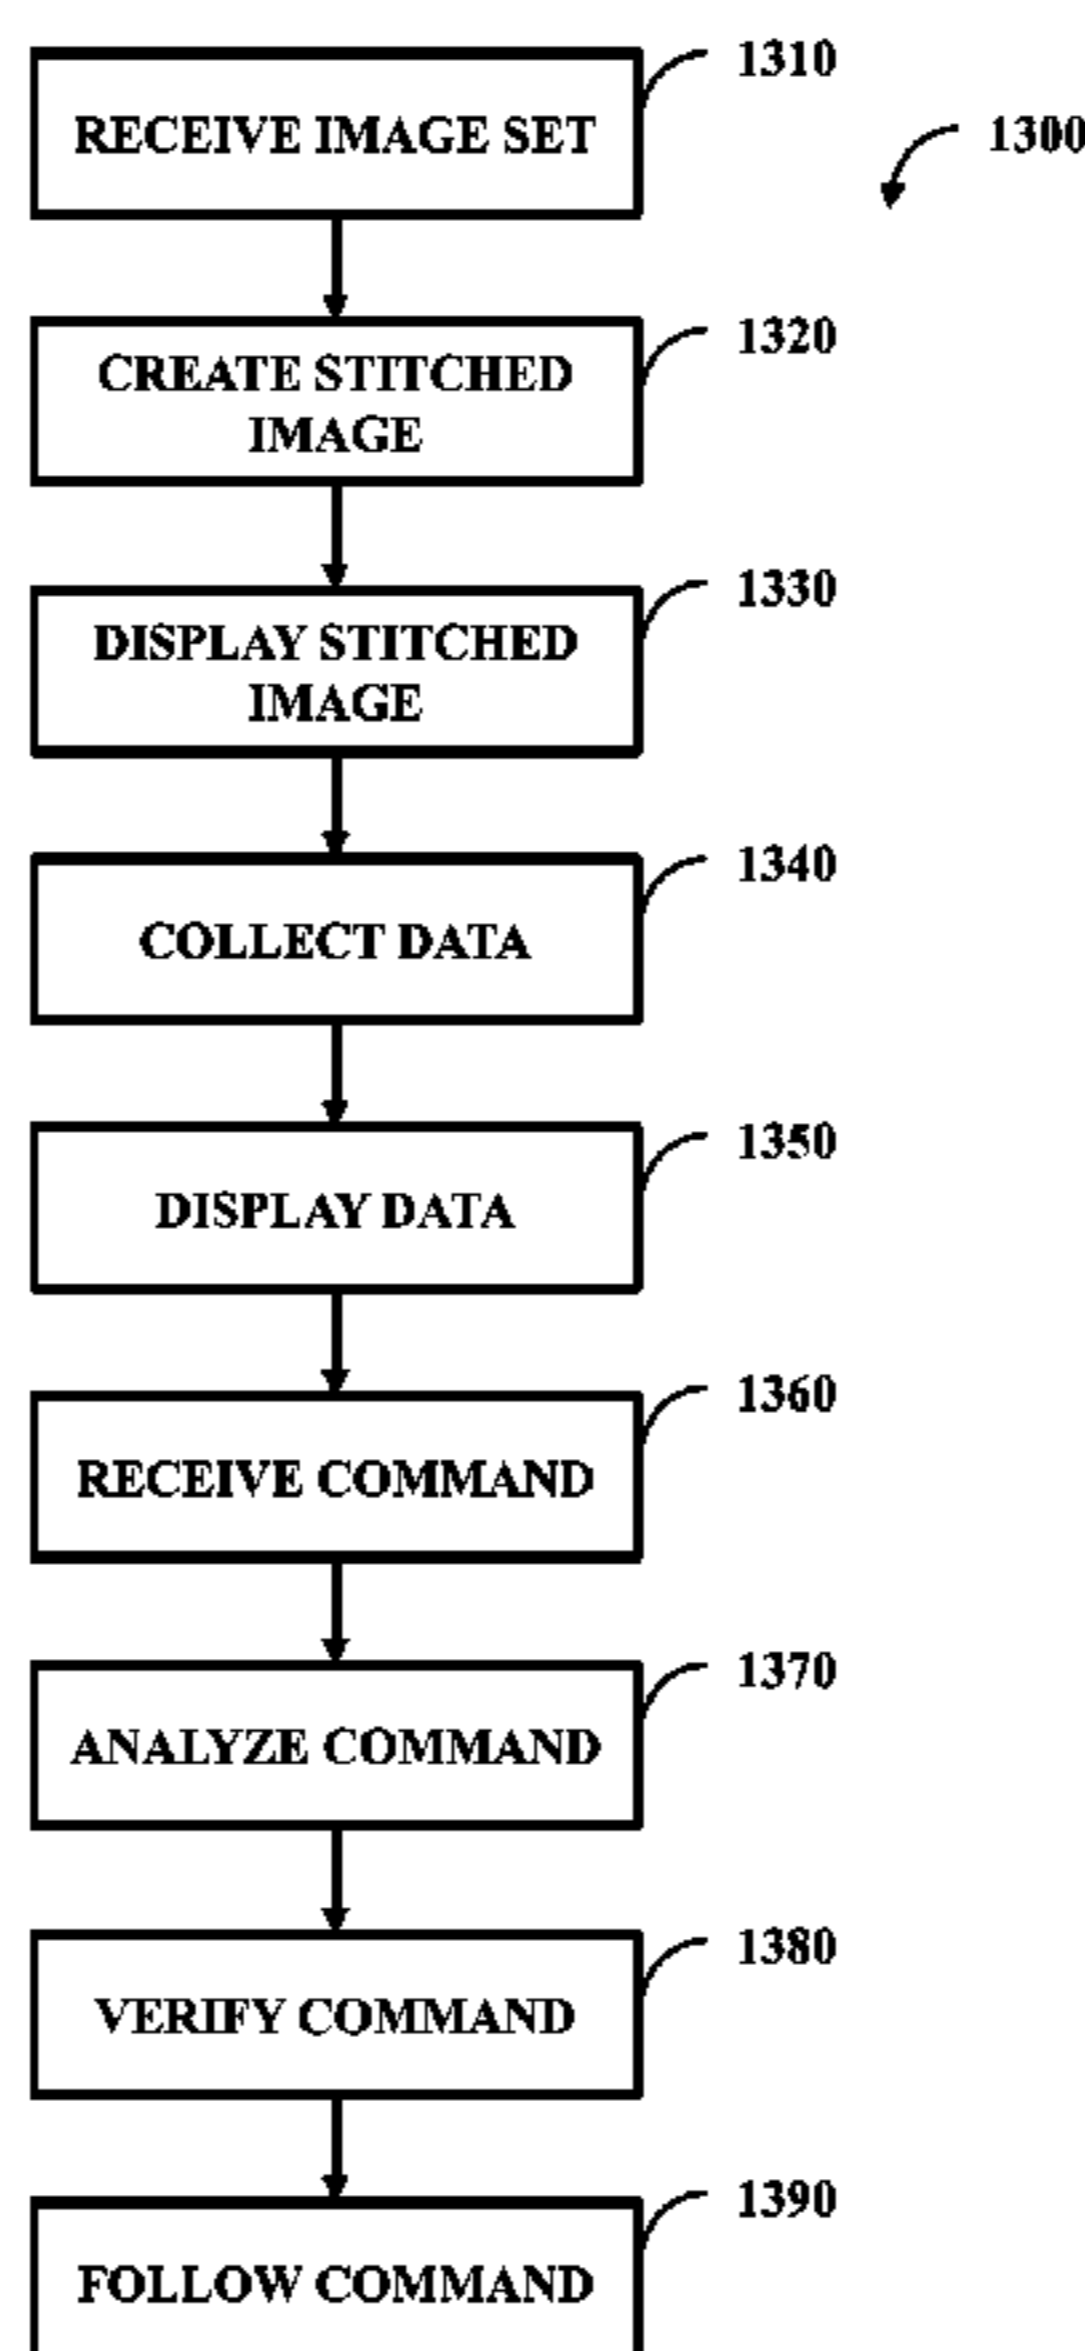 1310
RECEIVE IMAGE SET
1300
1320
CREATE STITCHED
IMAGE
1330
DISPLAY STITCHED
IMAGE
1340
COLLECT DATA
1350
DISPLAY DATA
1360
RECEIVE COMMAND
1370
ANALYZE COMMAND
1380
VERIFY COMMAND
1390
FOLLOW COMMAND